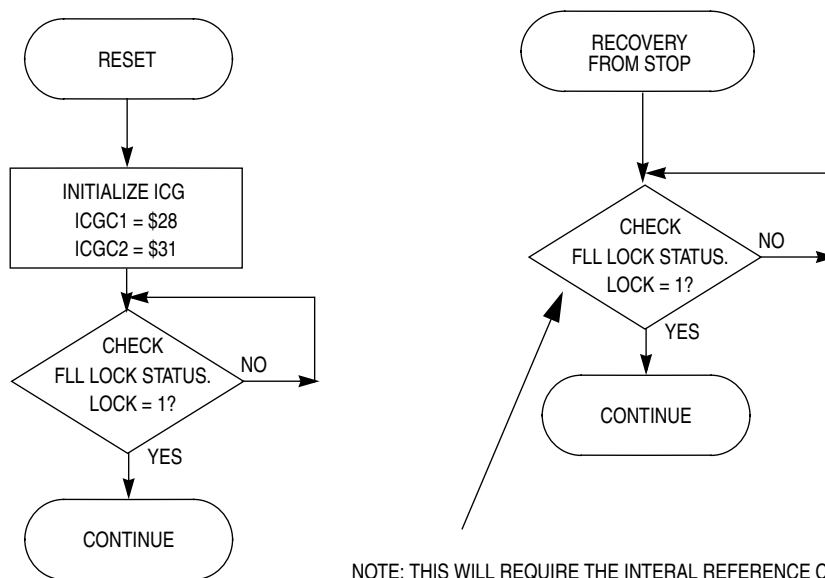 RESET
INITIALIZE ICG
ICGC1 = $28
ICGC2 = $31
CHECK
FLL LOCK STATUS.
LOCK = 1?
NO
YES
CONTINUE
RECOVERY
FROM STOP
CHECK
FLL LOCK STATUS.
LOCK = 1?
NO
YES
CONTINUE
NOTE: THIS WILL REQUIRE THE INTERAL REFERENCE